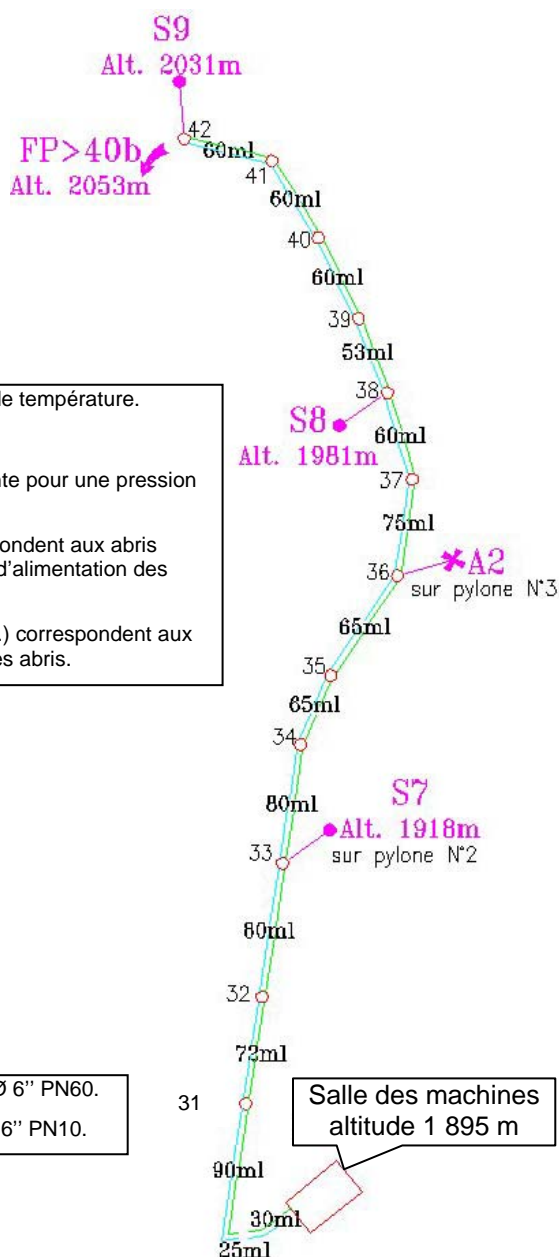 S9
Alt. 2031m
42
FP>40b
Alt. 2053m
60ml
41
60ml
40
60ml
39
53ml
38
S8
Alt. 1981m
60ml
37
75ml
36
A2
sur pylone N°3
65ml
35
65ml
34
80ml
S7
Alt. 1918m
sur pylone N°2
33
80ml
32
72ml
31
90ml
30ml
25ml
Salle des machines
altitude 1 895 m
le température.
te pour une pression
pondent aux abris
d’alimentation des
.) correspondent aux
es abris.
Ø 6’’ PN60.
6’’ PN10.